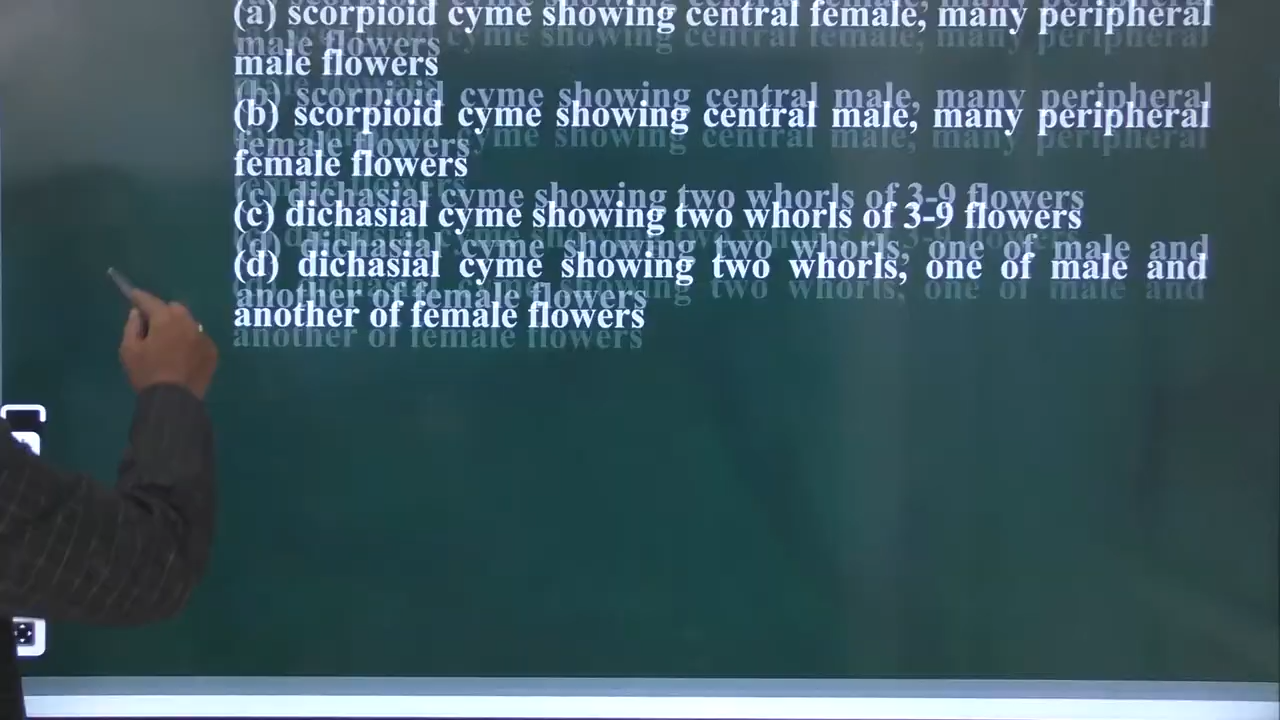 (a) scorpioid cyme showing central female, many peripheral
male flowers
(b) scorpioid cyme showing central male, many peripheral
female flowers
(c) dichasial cyme showing two whorls of 3-9 flowers
(d) dichasial cyme showing two whorls, one of male and
another of female flowers